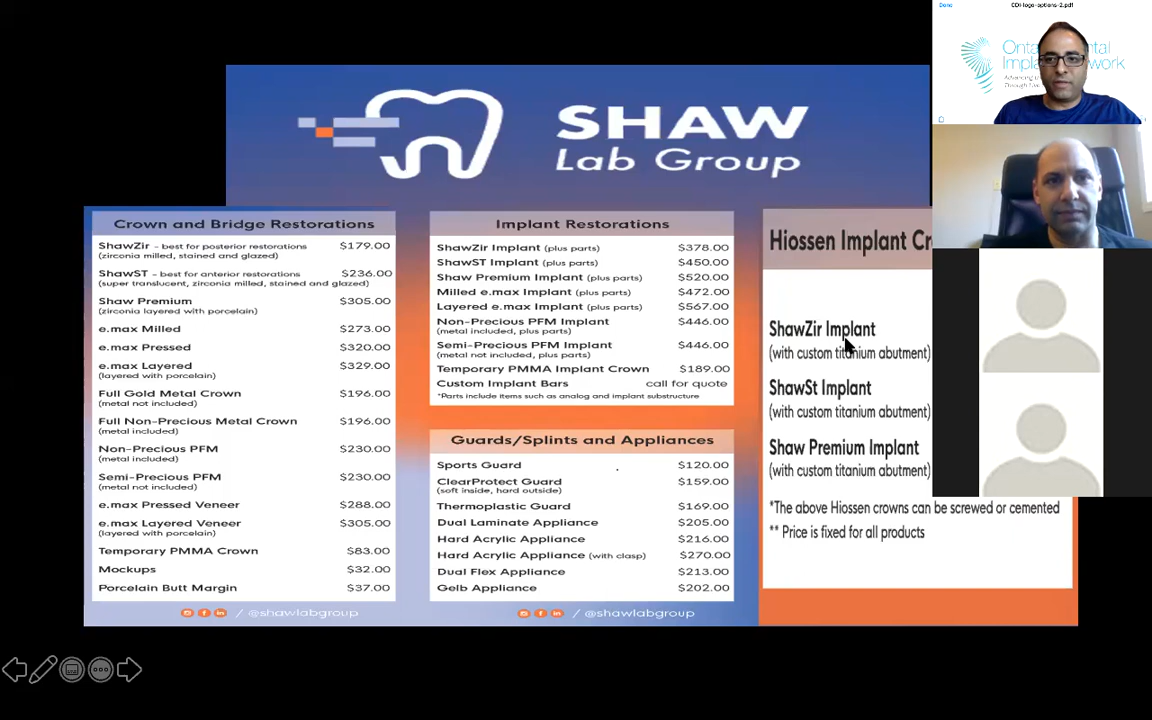 Done
CDI-logo-options-2.pdf
SHAW
Lab Group
Crown and Bridge Restorations
ShawZir - best for posterior restorations $179.00
(zirconia milled, stained and glazed)
ShawST - best for anterior restorations $236.00
(super translucent, zirconia milled, stained and glazed)
Shaw Premium $305.00
(zirconia layered with porcelain)
e.max Milled $273.00
e.max Pressed $320.00
e.max Layered $329.00
(layered with porcelain)
Full Gold Metal Crown $196.00
(metal not included)
Full Non-Precious Metal Crown $196.00
(metal included)
Non-Precious PFM $230.00
(metal included)
Semi-Precious PFM $230.00
(metal not included)
e.max Pressed Veneer $288.00
e.max Layered Veneer $305.00
(layered with porcelain)
Temporary PMMA Crown $83.00
Mockups $32.00
Porcelain Butt Margin $37.00
/ @shawlabgroup
Implant Restorations
ShawZir Implant (plus parts) $378.00
ShawST Implant (plus parts) $450.00
Shaw Premium Implant (plus parts) $520.00
Milled e.max Implant (plus parts) $472.00
Layered e.max Implant (plus parts) $567.00
Non-Precious PFM Implant $446.00
(metal included, plus parts)
Semi-Precious PFM Implant $446.00
(metal not included, plus parts)
Temporary PMMA Implant Crown $189.00
Custom Implant Bars call for quote
*Parts include items such as analog and implant substructure
Guards/Splints and Appliances
Sports Guard $120.00
ClearProtect Guard $159.00
(soft inside, hard outside)
Thermoplastic Guard $169.00
Dual Laminate Appliance $205.00
Hard Acrylic Appliance $216.00
Hard Acrylic Appliance (with clasp) $270.00
Dual Flex Appliance $213.00
Gelb Appliance $202.00
/ @shawlabgroup
Hiossen Implant Cr
ShawZir Implant
(with custom titanium abutment)
ShawSt Implant
(with custom titanium abutment)
Shaw Premium Implant
(with custom titanium abutment)
*The above Hiossen crowns can be screwed or cemented
** Price is fixed for all products